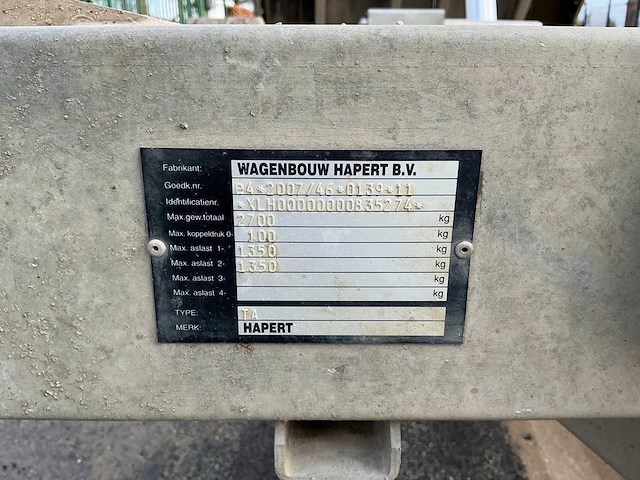 Fabrikant: WAGENBOUW HAPERT B.V.
Goedk.nr. e4*2007/46*0139*11
Identificatienr. *XLH00000000835274*
Max.gew.totaal 2700 kg
Max. koppeldruk 0- 100 kg
Max. aslast 1- 1350 kg
Max. aslast 2- 1350 kg
Max. aslast 3- kg
Max. aslast 4- kg
TYPE: TA
MERK: HAPERT